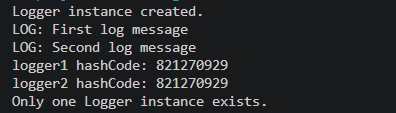 Logger instance created.
LOG: First log message
LOG: Second log message
logger1 hashCode: 821270929
logger2 hashCode: 821270929
Only one Logger instance exists.